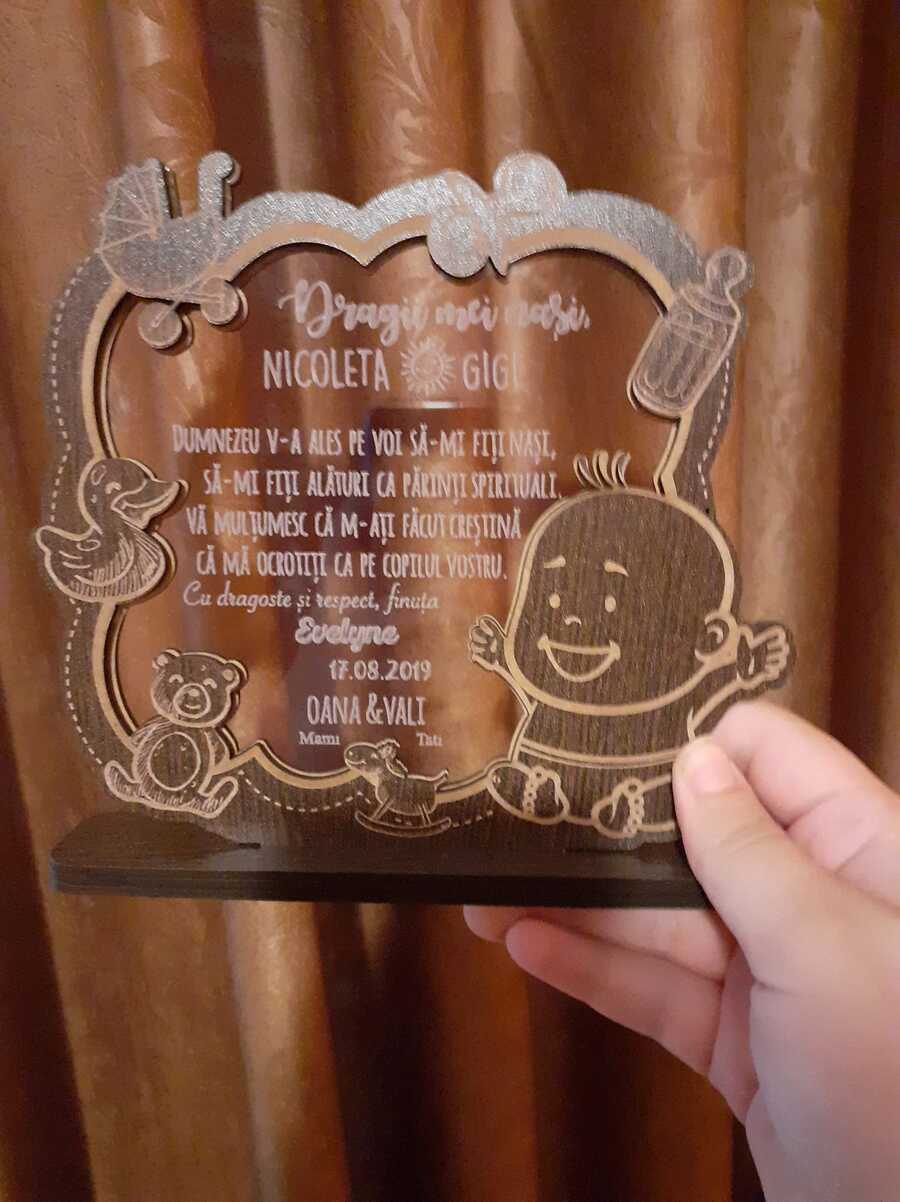 Dragii mei nași,
NICOLETA GIGI
DUMNEZEU V-A ALES PE VOI SĂ-MI FIȚI NAȘI,
SĂ-MI FIȚI ALĂTURI CA PĂRINȚI SPIRITUALI.
VĂ MULȚUMESC CĂ M-AȚI FĂCUT CREȘTINĂ
CĂ MĂ OCROTIȚI CA PE COPILUL VOSTRU.
Cu dragoste și respect, finuța
Evelyne
17.08.2019
OANA & VALI
Mami Tati